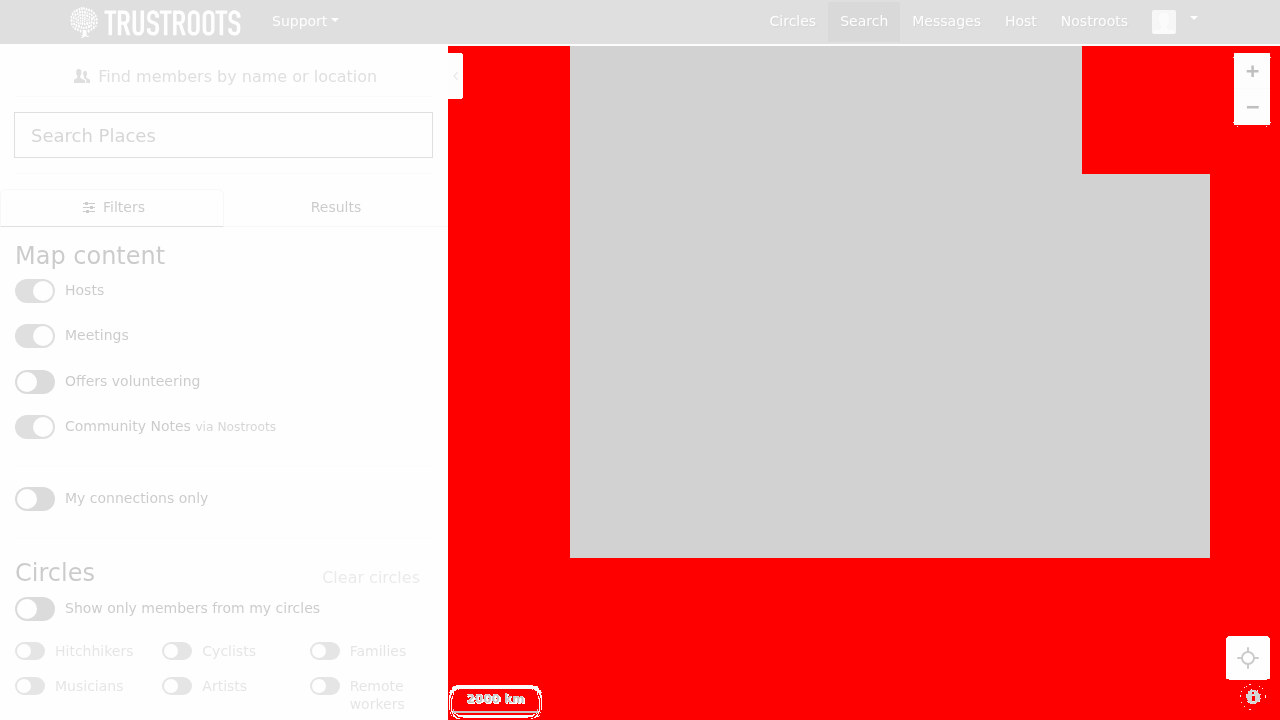 TRUSTROOTS
Support
Circles
Search
Messages
Host
Nostroots
Find members by name or location
Search Places
Filters
Results
Map content
Hosts
Meetings
Offers volunteering
Community Notes via Nostroots
My connections only
Circles
Clear circles
Show only members from my circles
Hitchhikers
Cyclists
Families
Musicians
Artists
Remote
workers
+
−
2000 km